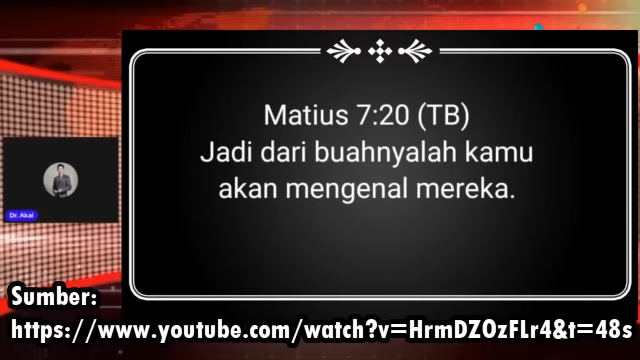 Matius 7:20 (TB)
Jadi dari buahnyalah kamu
akan mengenal mereka.
Dr. Akal
Sumber:
https://www.youtube.com/watch?v=HrmDZOzFLr4&t=48s